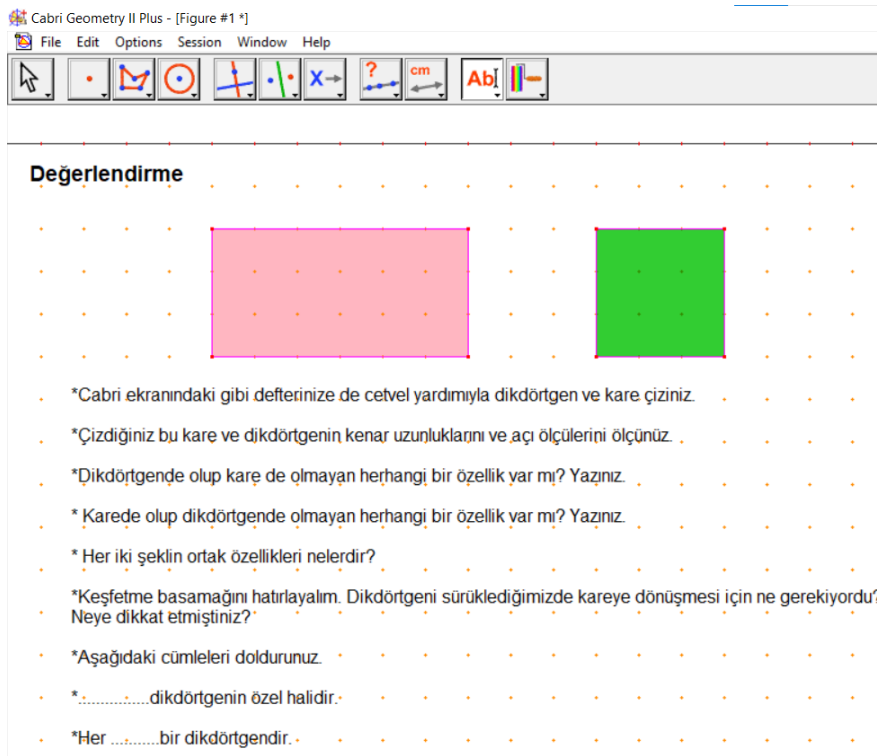 Cabri Geometry II Plus - [Figure #1 *]
File Edit Options Session Window Help
? cm Ab
X
Değerlendirme
*Cabri ekranındaki gibi defterinize de cetvel yardımıyla dikdörtgen ve kare çiziniz.
*Çizdiğiniz bu kare ve dikdörtgenin kenar uzunluklarını ve açı ölçülerini ölçünüz.
*Dikdörtgende olup kare de olmayan herhangi bir özellik var mı? Yazınız.
* Karede olup dikdörtgende olmayan herhangi bir özellik var mı? Yazınız.
* Her iki şeklin ortak özellikleri nelerdir?
*Keşfetme basamağını hatırlayalım. Dikdörtgeni sürüklediğimizde kareye dönüşmesi için ne gerekiyordu?
Neye dikkat etmiştiniz?
*Aşağıdaki cümleleri doldurunuz.
*................dikdörtgenin özel halidir.
*Her ...........bir dikdörtgendir.